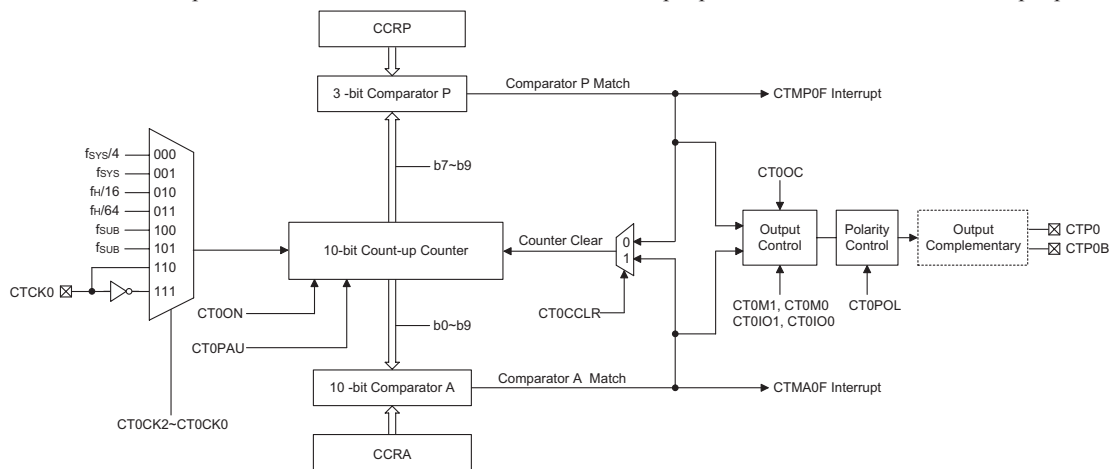 CCRP
3 -bit Comparator P
Comparator P Match
CTMP0F Interrupt
b7~b9
fSYS/4 000
fSYS 001
fH/16 010
fH/64 011
fSUB 100
fSUB 101
110
111
CTCK0
CT0CK2~CT0CK0
10-bit Count-up Counter
CT0ON
CT0PAU
Counter Clear
0
1
CT0CCLR
b0~b9
10 -bit Comparator A
Comparator A Match
CTMA0F Interrupt
CCRA
CT0OC
Output
Control
CT0M1, CT0M0
CT0IO1, CT0IO0
Polarity
Control
CT0POL
Output
Complementary
CTP0
CTP0B